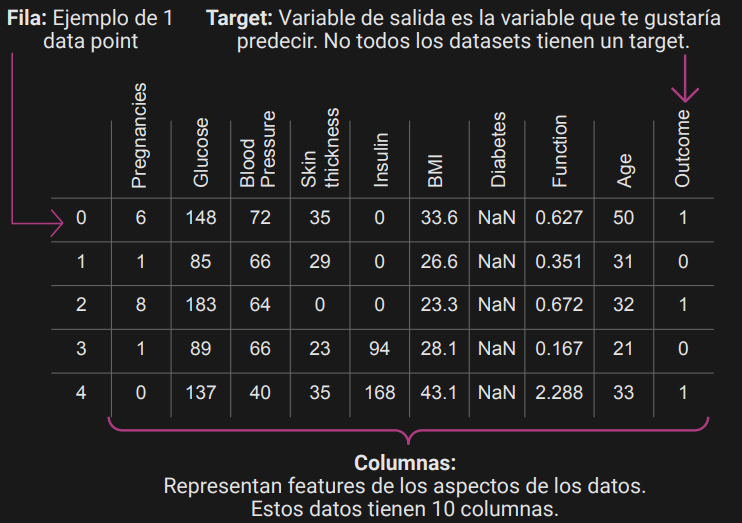 Fila: Ejemplo de 1
data point
Target: Variable de salida es la variable que te gustaría
predecir. No todos los datasets tienen un target.
Pregnancies Glucose Blood Pressure Skin thickness Insulin BMI Diabetes Function Age Outcome
0 6 148 72 35 0 33.6 NaN 0.627 50 1
1 1 85 66 29 0 26.6 NaN 0.351 31 0
2 8 183 64 0 0 23.3 NaN 0.672 32 1
3 1 89 66 23 94 28.1 NaN 0.167 21 0
4 0 137 40 35 168 43.1 NaN 2.288 33 1
Columnas:
Representan features de los aspectos de los datos.
Estos datos tienen 10 columnas.